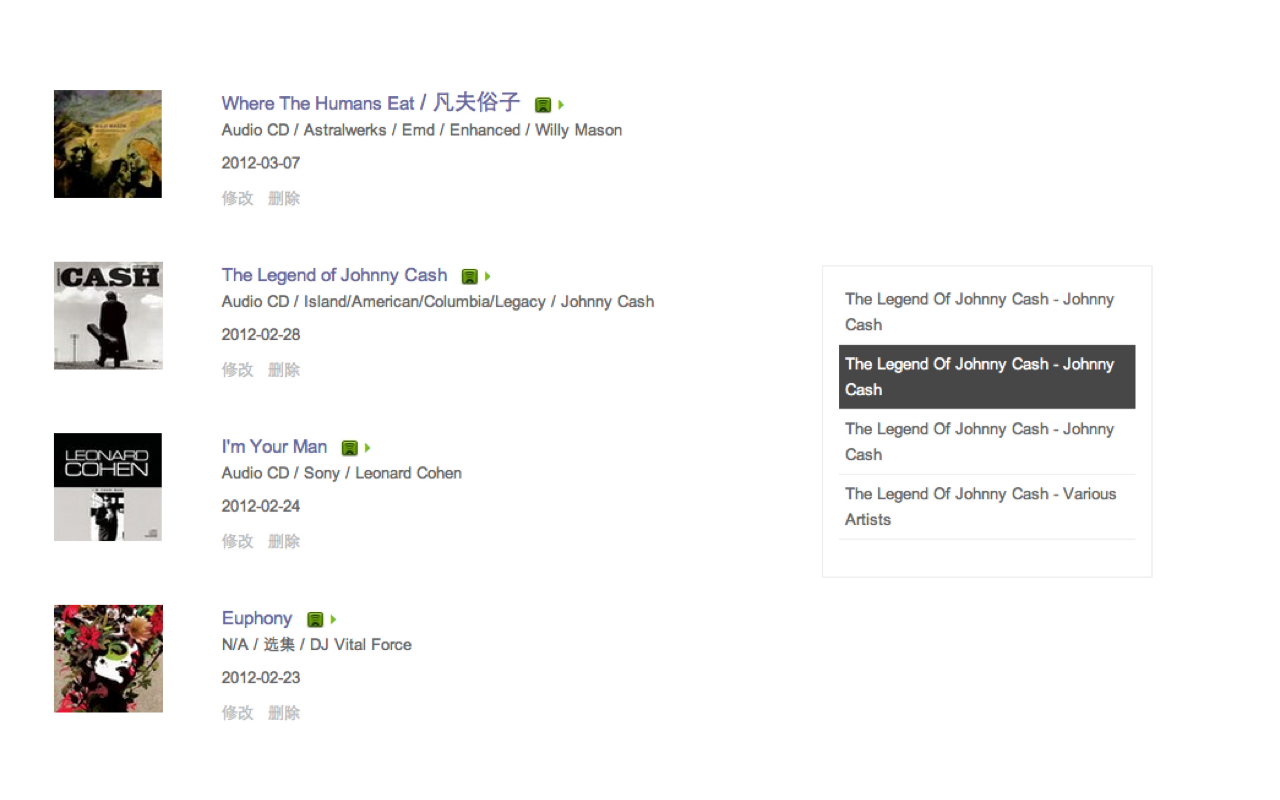 Where The Humans Eat / 凡夫俗子
Audio CD / Astralwerks / Emd / Enhanced / Willy Mason
2012-03-07
修改 删除
CASH
The Legend of Johnny Cash
Audio CD / Island/American/Columbia/Legacy / Johnny Cash
2012-02-28
修改 删除
LEONARD
COHEN
I'M YOUR MAN
I'm Your Man
Audio CD / Sony / Leonard Cohen
2012-02-24
修改 删除
Euphony
N/A / 选集 / DJ Vital Force
2012-02-23
修改 删除
The Legend Of Johnny Cash - Johnny
Cash
The Legend Of Johnny Cash - Johnny
Cash
The Legend Of Johnny Cash - Johnny
Cash
The Legend Of Johnny Cash - Various
Artists